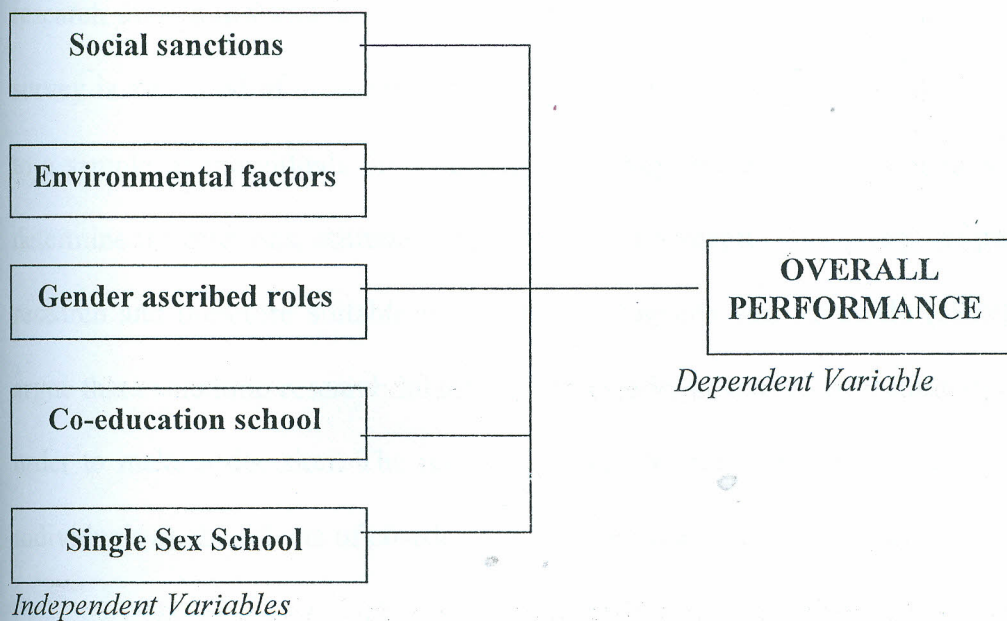 Social sanctions
Environmental factors
Gender ascribed roles
Co-education school
Single Sex School
Independent Variables
OVERALL
PERFORMANCE
Dependent Variable